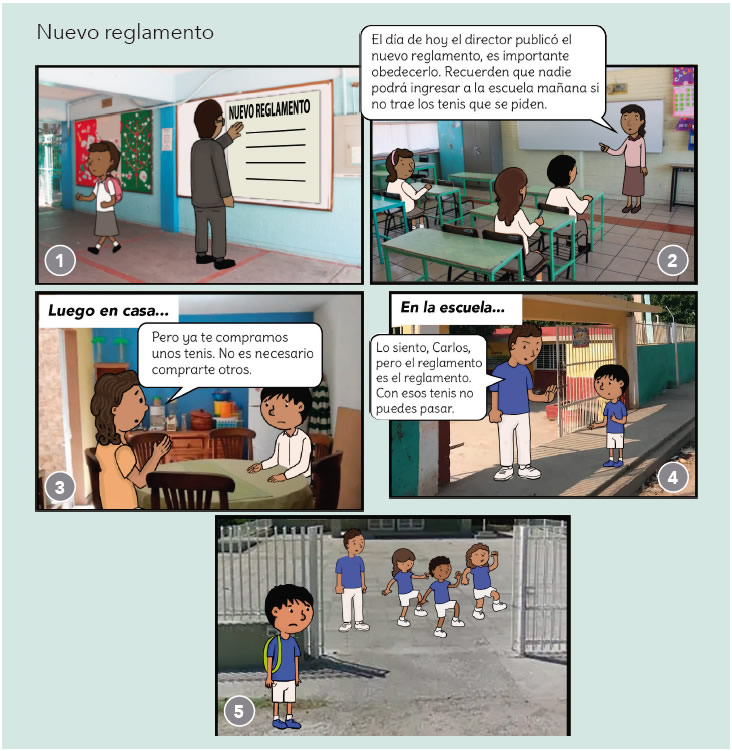 Nuevo reglamento
NUEVO REGLAMENTO
1
El día de hoy el director publicó el
nuevo reglamento, es importante
obedecerlo. Recuerden que nadie
podrá ingresar a la escuela mañana si
no trae los tenis que se piden.
2
Luego en casa...
Pero ya te compramos
unos tenis. No es necesario
comprarte otros.
3
En la escuela...
Lo siento, Carlos,
pero el reglamento
es el reglamento.
Con esos tenis no
puedes pasar.
4
5